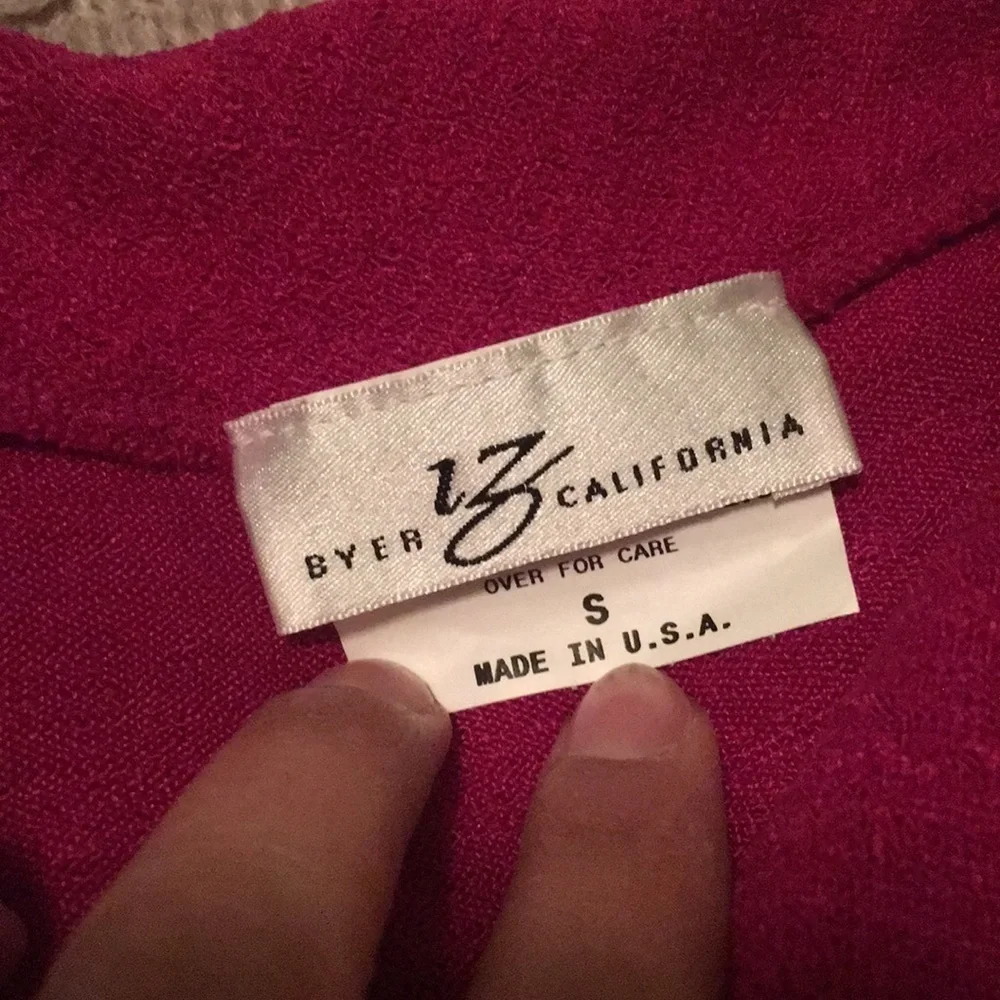 BYER IZ CALIFORNIA
OVER FOR CARE
S
MADE IN U.S.A.